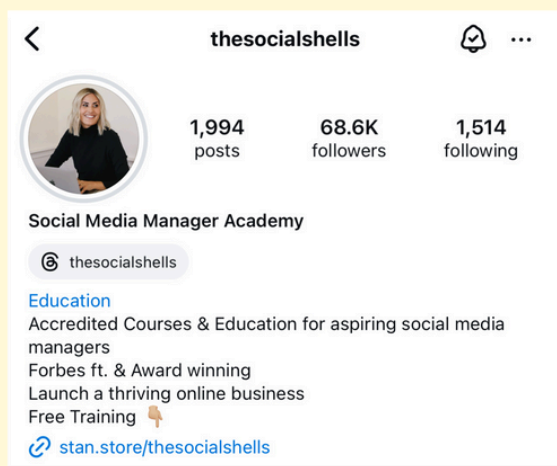 thesocialshells
1,994 68.6K 1,514
posts followers following
Social Media Manager Academy
thesocialshells
Education
Accredited Courses & Education for aspiring social media
managers
Forbes ft. & Award winning
Launch a thriving online business
Free Training 👇🏼
stan.store/thesocialshells